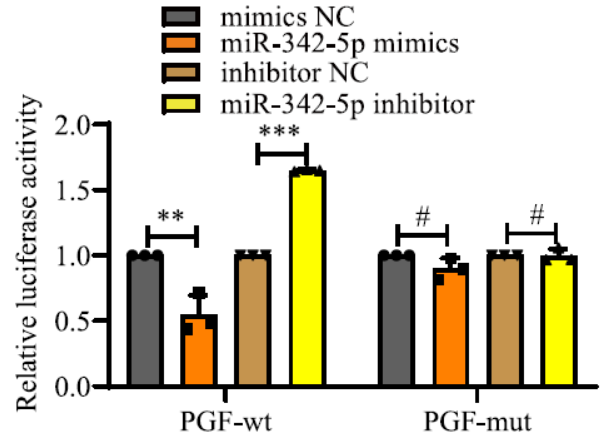 mimics NC
miR-342-5p mimics
inhibitor NC
miR-342-5p inhibitor
Relative luciferase acitivity
2.0
1.5
1.0
0.5
0.0
**
***
#
#
PGF-wt
PGF-mut